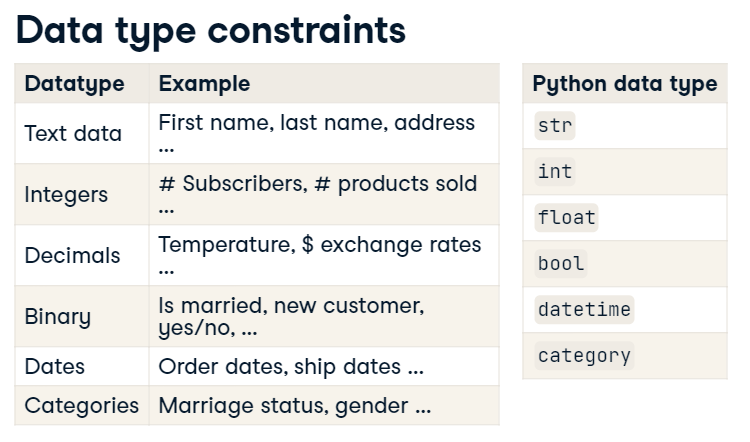 Data type constraints
Datatype Example
Text data First name, last name, address
...
Integers # Subscribers, # products sold
...
Decimals Temperature, $ exchange rates
...
Binary Is married, new customer,
yes/no, ...
Dates Order dates, ship dates ...
Categories Marriage status, gender ...
Python data type
str
int
float
bool
datetime
category